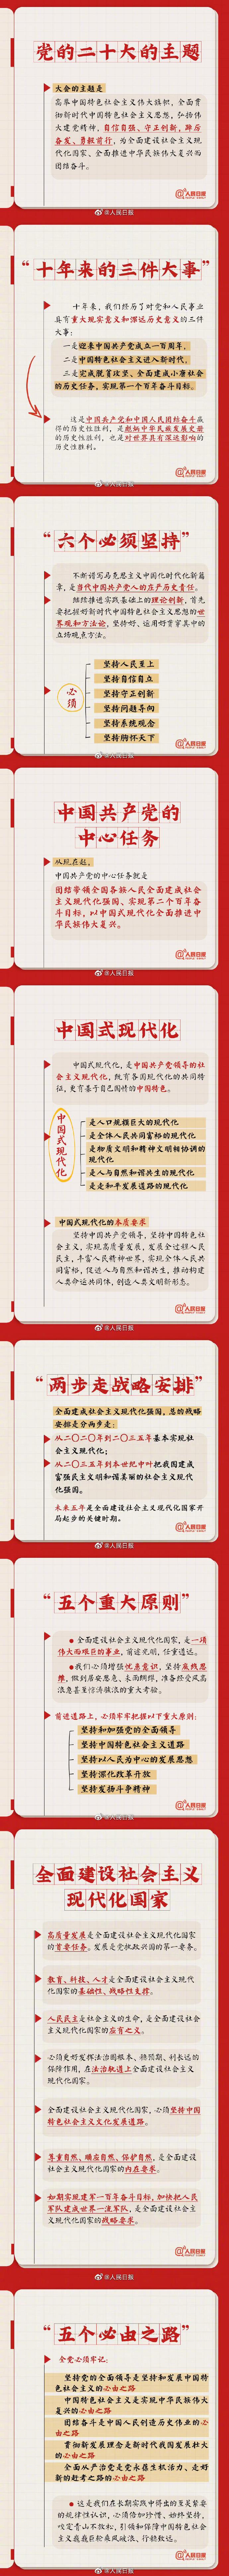 党的二十大的主题
大会的主题是
高举中国特色社会主义伟大旗帜，全面贯
彻新时代中国特色社会主义思想，弘扬伟
大建党精神，自信自强、守正创新，踔厉
奋发、勇毅前行，为全面建设社会主义现
代化国家、全面推进中华民族伟大复兴而
团结奋斗。
@人民日报
@人民日报
“十年来的三件大事”
十年来，我们经历了对党和人民事业
具有重大现实意义和深远历史意义的三件
大事：
一是迎来中国共产党成立一百周年，
二是中国特色社会主义进入新时代，
三是完成脱贫攻坚、全面建成小康社会
的历史任务，实现第一个百年奋斗目标。
这是中国共产党和中国人民团结奋斗赢
得的历史性胜利，是彪炳中华民族发展史册
的历史性胜利，也是对世界具有深远影响的
历史性胜利。
@人民日报
@人民日报
“六个必须坚持”
不断谱写马克思主义中国化时代化新篇
章，是当代中国共产党人的庄严历史责任。
继续推进实践基础上的理论创新，首先
要把握好新时代中国特色社会主义思想的世
界观和方法论，坚持好、运用好贯穿其中的
立场观点方法。
必须
坚持人民至上
坚持自信自立
坚持守正创新
坚持问题导向
坚持系统观念
坚持胸怀天下
@人民日报
@人民日报
中国共产党的
中心任务
从现在起，
中国共产党的中心任务就是
团结带领全国各族人民全面建成社会
主义现代化强国、实现第二个百年奋
斗目标，以中国式现代化全面推进中
华民族伟大复兴。
@人民日报
@人民日报
中国式现代化
中国式现代化，是中国共产党领导的社
会主义现代化，既有各国现代化的共同特
征，更有基于自己国情的中国特色。
中国式现代化
是人口规模巨大的现代化
是全体人民共同富裕的现代化
是物质文明和精神文明相协调的
现代化
是人与自然和谐共生的现代化
是走和平发展道路的现代化
中国式现代化的本质要求
坚持中国共产党领导，坚持中国特色
社会主义，实现高质量发展，发展全过程人
民民主，丰富人民精神世界，实现全体人民共
同富裕，促进人与自然和谐共生，推动构建
人类命运共同体，创造人类文明新形态。
@人民日报
@人民日报
“两步走战略安排”
全面建成社会主义现代化强国，总的战略
安排是分两步走：
从二〇二〇年到二〇三五年基本实现社
会主义现代化；
从二〇三五年到本世纪中叶把我国建成
富强民主文明和谐美丽的社会主义现代
化强国。
未来五年是全面建设社会主义现代化国家开
局起步的关键时期。
@人民日报
@人民日报
“五个重大原则”
全面建设社会主义现代化国家，是一项
伟大而艰巨的事业，前途光明，任重道远。
我们必须增强忧患意识，坚持底线思
维，做到居安思危、未雨绸缪，准备经受风高
浪急甚至惊涛骇浪的重大考验。
前进道路上，必须牢牢把握以下重大原则：
坚持和加强党的全面领导
坚持中国特色社会主义道路
坚持以人民为中心的发展思想
坚持深化改革开放
坚持发扬斗争精神
@人民日报
@人民日报
全面建设社会主义
现代化国家
高质量发展是全面建设社会主义现代化国家
的首要任务。发展是党执政兴国的第一要务。
教育、科技、人才是全面建设社会主义现代
化国家的基础性、战略性支撑。
人民民主是社会主义的生命，是全面建设社
会主义现代化国家的应有之义。
必须更好发挥法治固根本、稳预期、利长远的
保障作用，在法治轨道上全面建设社会主义
现代化国家。
全面建设社会主义现代化国家，必须坚持中国
特色社会主义文化发展道路。
尊重自然、顺应自然、保护自然，是全面建
设社会主义现代化国家的内在要求。
如期实现建军一百年奋斗目标，加快把人民
军队建成世界一流军队，是全面建设社会主
义现代化国家的战略要求。
@人民日报
@人民日报
“五个必由之路”
全党必须牢记：
坚持党的全面领导是坚持和发展中国特
色社会主义的必由之路
中国特色社会主义是实现中华民族伟大
复兴的必由之路
团结奋斗是中国人民创造历史伟业的必
由之路
贯彻新发展理念是新时代我国发展壮大
的必由之路
全面从严治党是党永葆生机活力、走好
新的赶考之路的必由之路
这是我们在长期实践中得出的至关紧要
的规律性认识，必须倍加珍惜、始终坚持，
咬定青山不放松，引领和保障中国特色社会
主义巍巍巨轮乘风破浪、行稳致远。
@人民日报
@人民日报